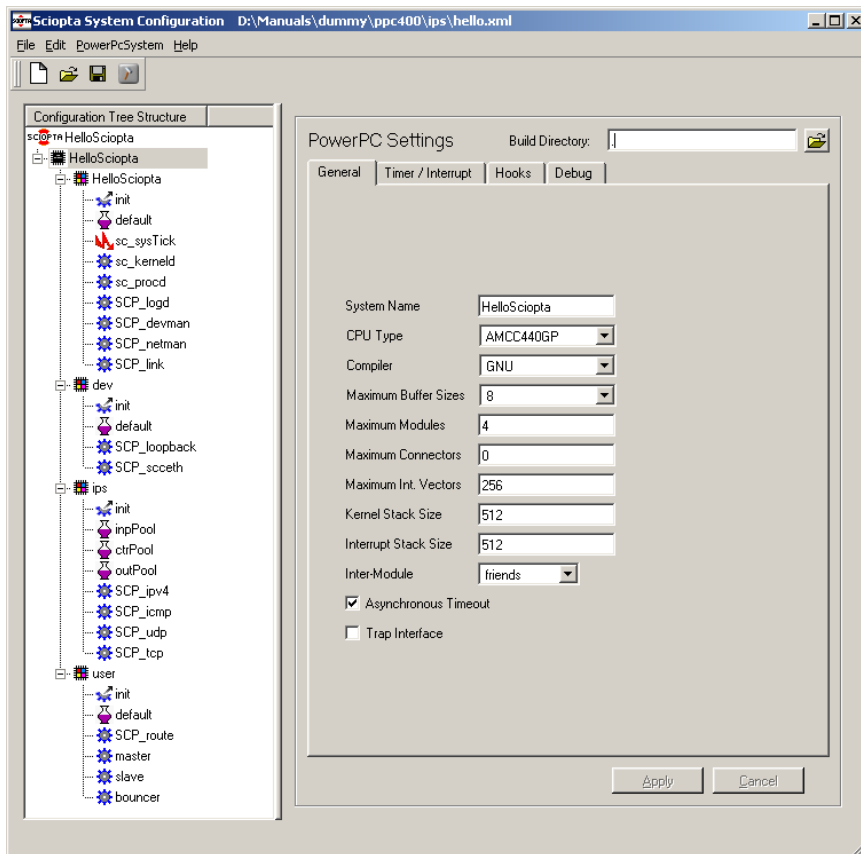 Sciopta System Configuration D:\Manuals\dummy\ppc400\ips\hello.xml
File Edit PowerPcSystem Help
Configuration Tree Structure
SCIOPTA HelloSciopta
HelloSciopta
HelloSciopta
init
default
sc_sysTick
sc_kerneld
sc_procd
SCP_logd
SCP_devman
SCP_netman
SCP_link
dev
init
default
SCP_loopback
SCP_scceth
ips
init
inpPool
ctrPool
outPool
SCP_ipv4
SCP_icmp
SCP_udp
SCP_tcp
user
init
default
SCP_route
master
slave
bouncer
PowerPC Settings Build Directory: .
General Timer / Interrupt Hooks Debug
System Name HelloSciopta
CPU Type AMCC440GP
Compiler GNU
Maximum Buffer Sizes 8
Maximum Modules 4
Maximum Connectors 0
Maximum Int. Vectors 256
Kernel Stack Size 512
Interrupt Stack Size 512
Inter-Module friends
Asynchronous Timeout
Trap Interface
Apply Cancel